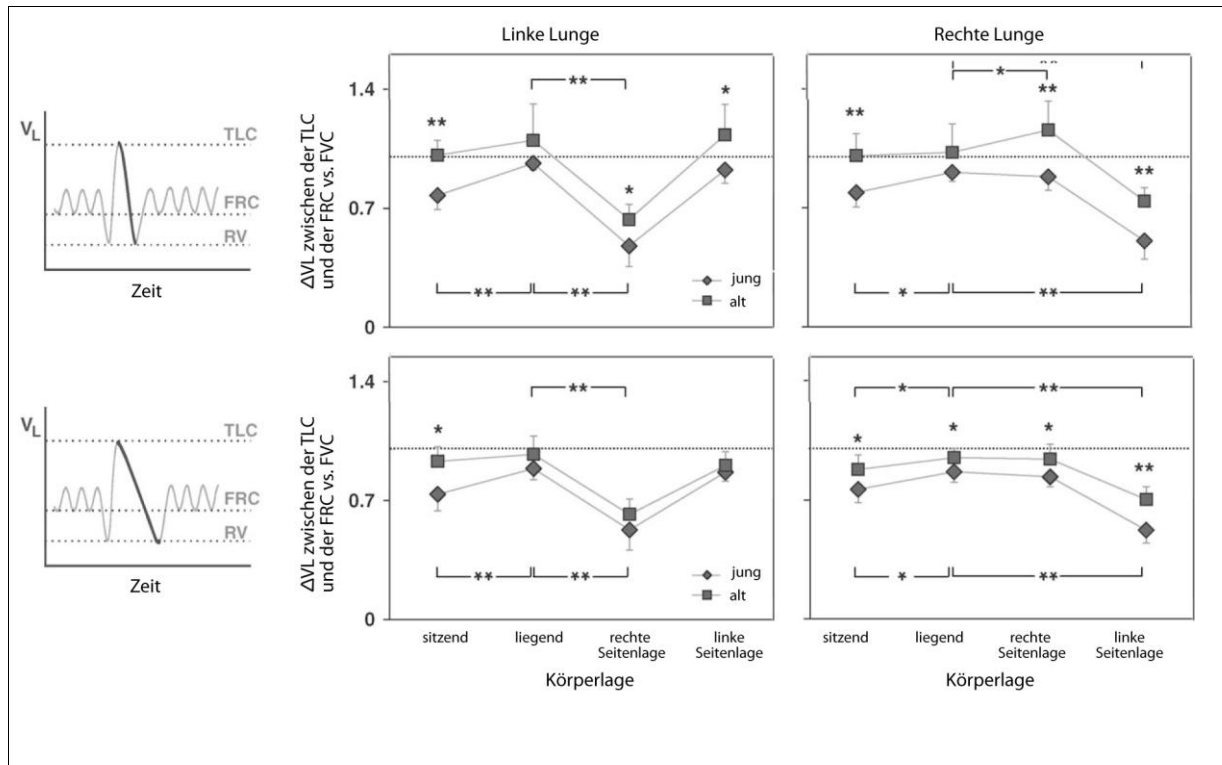 Linke Lunge
Rechte Lunge
ΔVL zwischen der TLC
und der FRC vs. FVC
1.4
0.7
0
VL
TLC
FRC
RV
Zeit
**
**
*
*
** **
jung
alt
*
**
**
**
* **
ΔVL zwischen der TLC
und der FRC vs. FVC
1.4
0.7
0
VL
TLC
FRC
RV
Zeit
**
*
** **
jung
alt
* **
* * *
**
* **
sitzend
liegend
rechte
Seitenlage
linke
Seitenlage
Körperlage
sitzend
liegend
rechte
Seitenlage
linke
Seitenlage
Körperlage